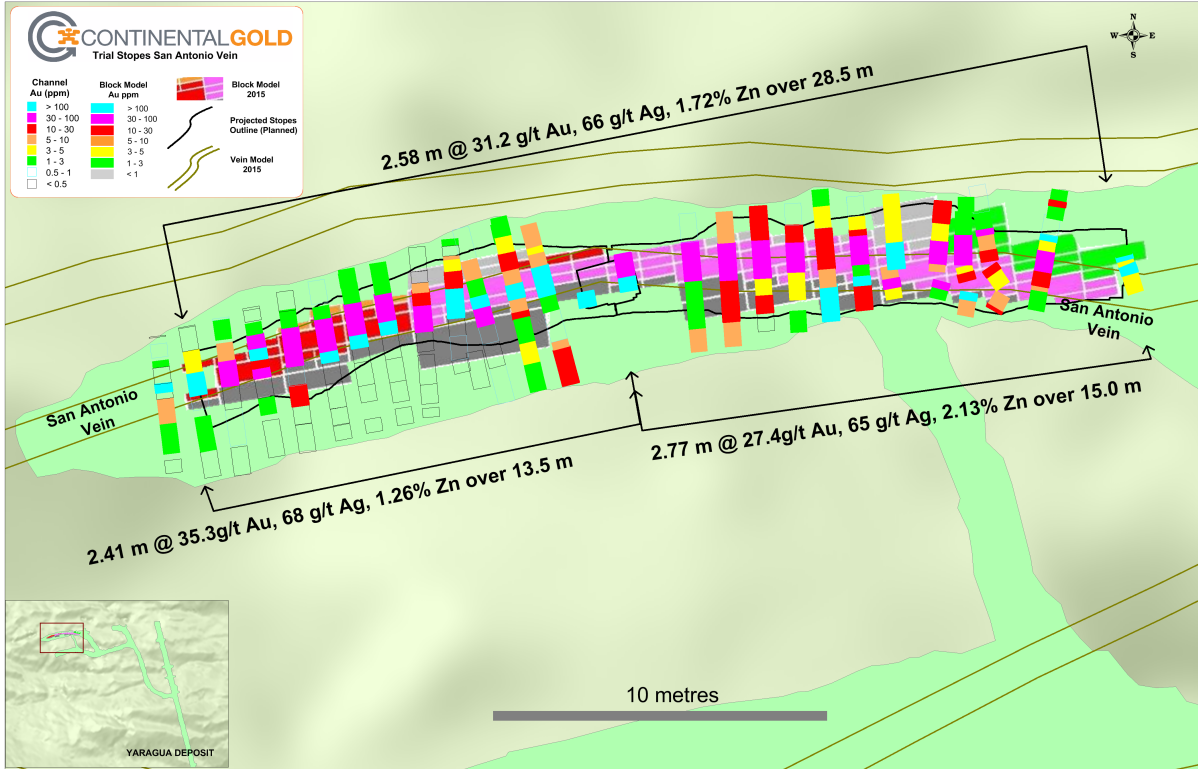 CONTINENTALGOLD
Trial Stopes San Antonio Vein
Channel
Au (ppm)
> 100
30 - 100
10 - 30
5 - 10
3 - 5
1 - 3
0.5 - 1
< 0.5
Block Model
Au ppm
> 100
30 - 100
10 - 30
5 - 10
3 - 5
1 - 3
< 1
Block Model
2015
Projected Stopes
Outline (Planned)
Vein Model
2015
N
W
E
S
2.58 m @ 31.2 g/t Au, 66 g/t Ag, 1.72% Zn over 28.5 m
San Antonio
Vein
San Antonio
Vein
2.77 m @ 27.4g/t Au, 65 g/t Ag, 2.13% Zn over 15.0 m
2.41 m @ 35.3g/t Au, 68 g/t Ag, 1.26% Zn over 13.5 m
10 metres
YARAGUA DEPOSIT